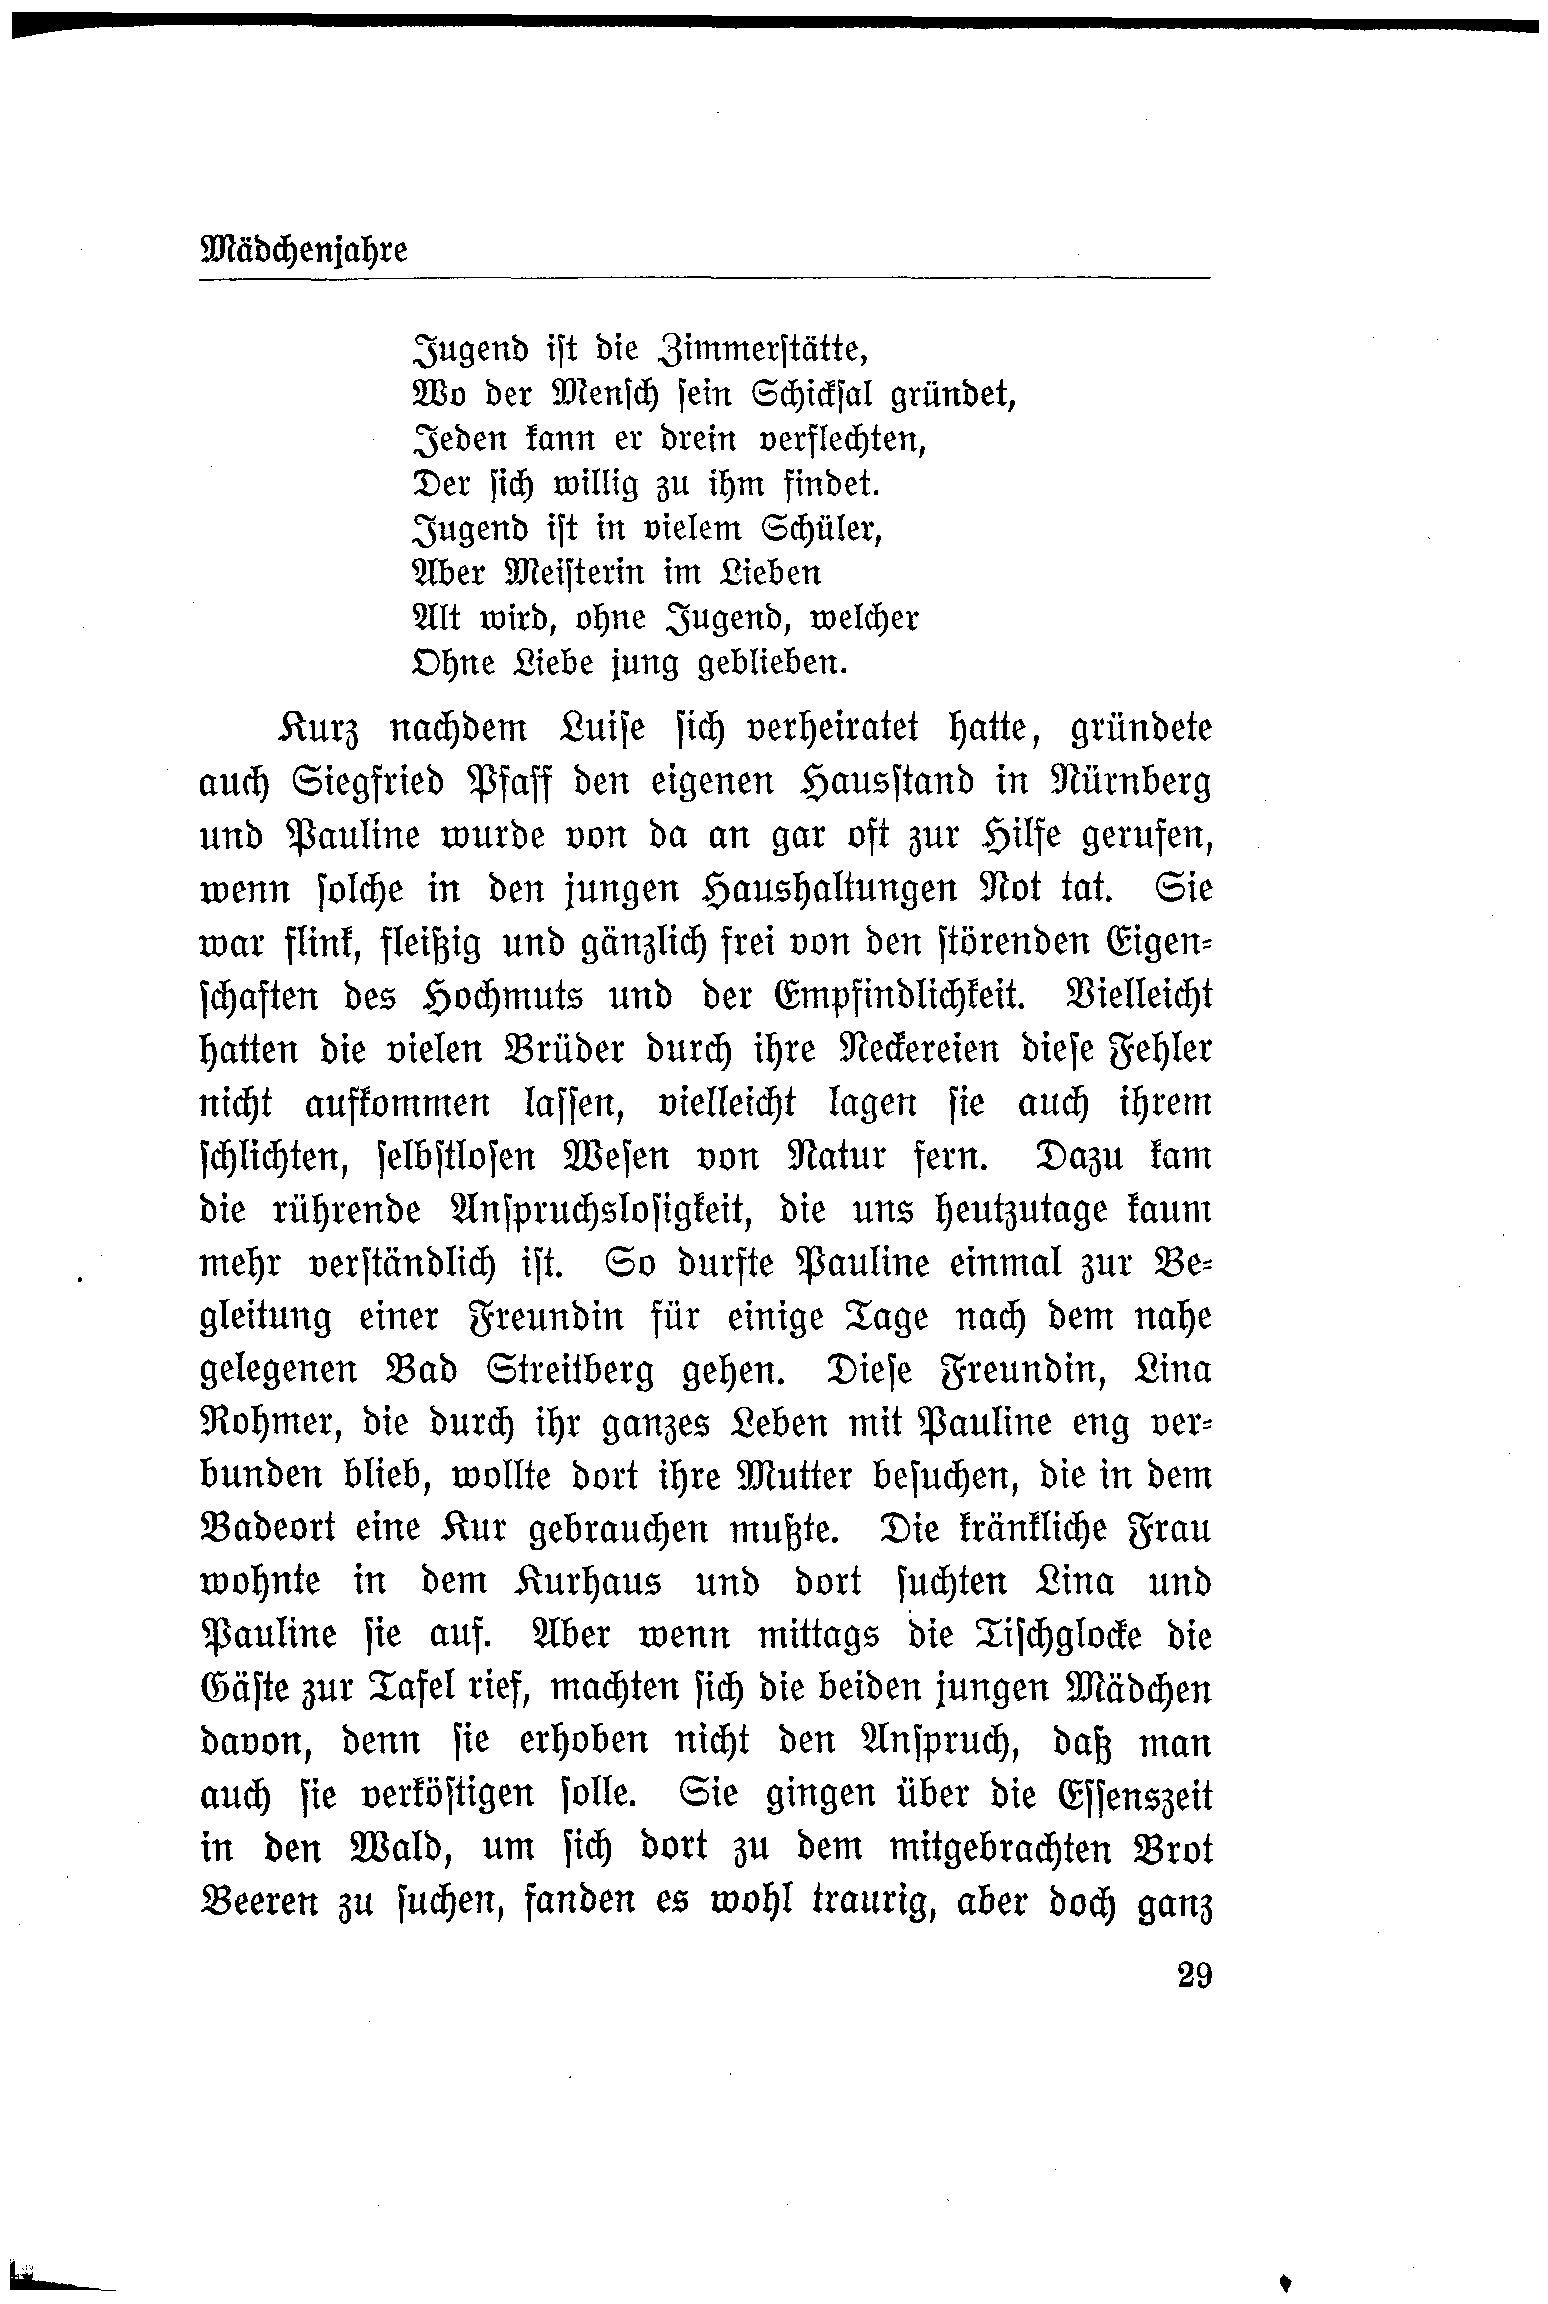 Mädchenjahre
Jugend ist die Zimmerstätte,
Wo der Mensch sein Schicksal gründet,
Jeden kann er drein verflechten,
Der sich willig zu ihm findet.
Jugend ist in vielem Schüler,
Aber Meisterin im Lieben
Alt wird, ohne Jugend, welcher
Ohne Liebe jung geblieben.
Kurz nachdem Luise sich verheiratet hatte, gründete
auch Siegfried Pfaff den eigenen Hausstand in Nürnberg
und Pauline wurde von da an gar oft zur Hilfe gerufen,
wenn solche in den jungen Haushaltungen Not tat. Sie
war flink, fleißig und gänzlich frei von den störenden Eigen-
schaften des Hochmuts und der Empfindlichkeit. Vielleicht
hatten die vielen Brüder durch ihre Neckereien diese Fehler
nicht aufkommen lassen, vielleicht lagen sie auch ihrem
schlichten, selbstlosen Wesen von Natur fern. Dazu kam
die rührende Anspruchslosigkeit, die uns heutzutage kaum
mehr verständlich ist. So durfte Pauline einmal zur Be-
gleitung einer Freundin für einige Tage nach dem nahe
gelegenen Bad Streitberg gehen. Diese Freundin, Lina
Rohmer, die durch ihr ganzes Leben mit Pauline eng ver-
bunden blieb, wollte dort ihre Mutter besuchen, die in dem
Badeort eine Kur gebrauchen mußte. Die kränkliche Frau
wohnte in dem Kurhaus und dort suchten Lina und
Pauline sie auf. Aber wenn mittags die Tischglocke die
Gäste zur Tafel rief, machten sich die beiden jungen Mädchen
davon, denn sie erhoben nicht den Anspruch, daß man
auch sie verköstigen solle. Sie gingen über die Essenszeit
in den Wald, um sich dort zu dem mitgebrachten Brot
Beeren zu suchen, fanden es wohl traurig, aber doch ganz
29